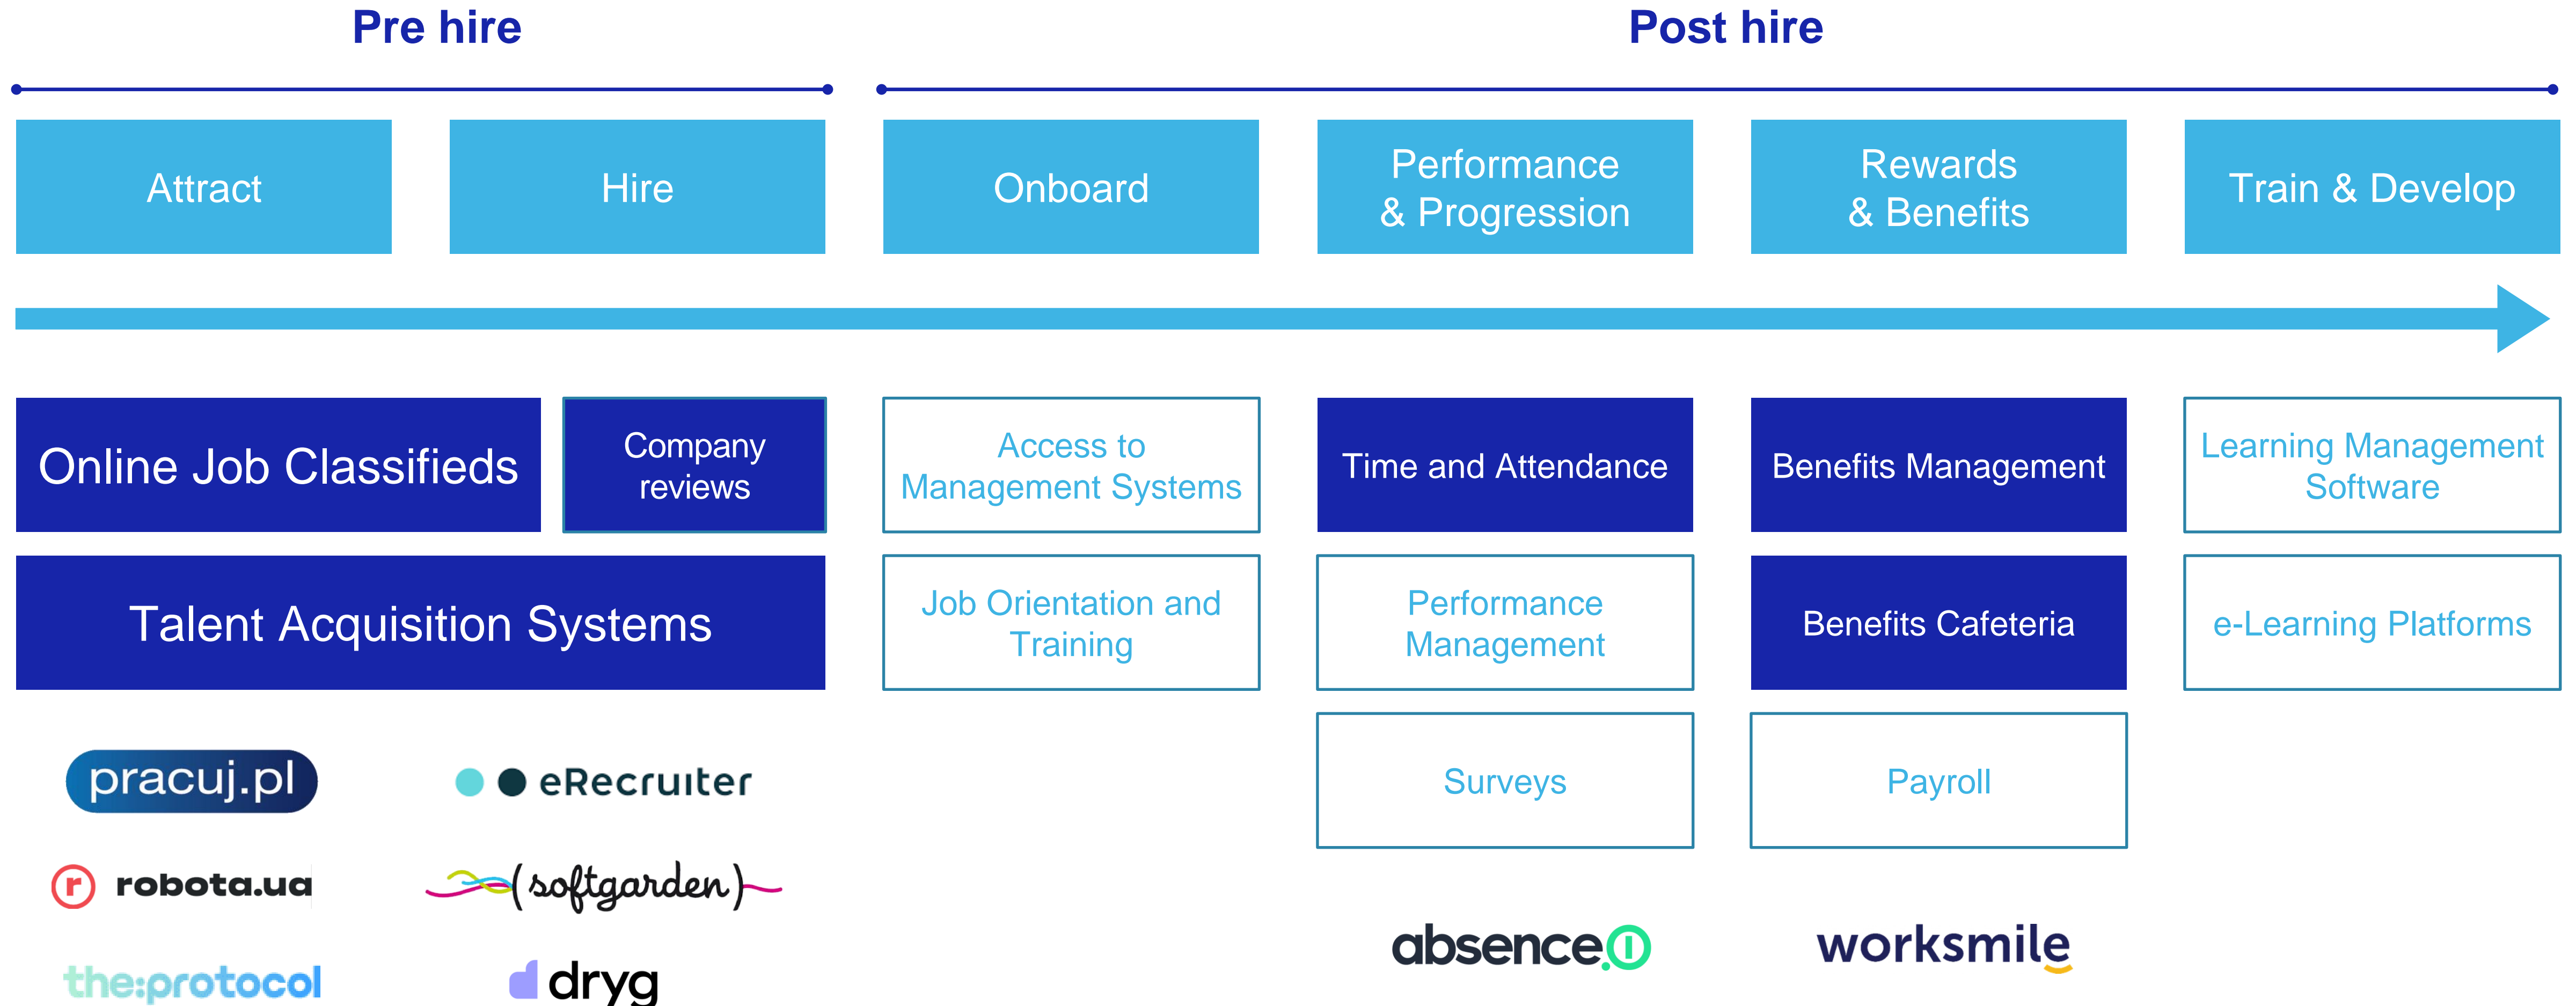 Pre hire
Post hire
Attract
Hire
Onboard
Performance
& Progression
Rewards
& Benefits
Train & Develop
Online Job Classifieds
Company
reviews
Access to
Management Systems
Time and Attendance
Benefits Management
Learning Management
Software
Talent Acquisition Systems
Job Orientation and
Training
Performance
Management
Benefits Cafeteria
e-Learning Platforms
Surveys
Payroll
pracuj.pl
eRecruiter
r robota.ua
(softgarden)
absence.io
worksmile
the:protocol
dryg